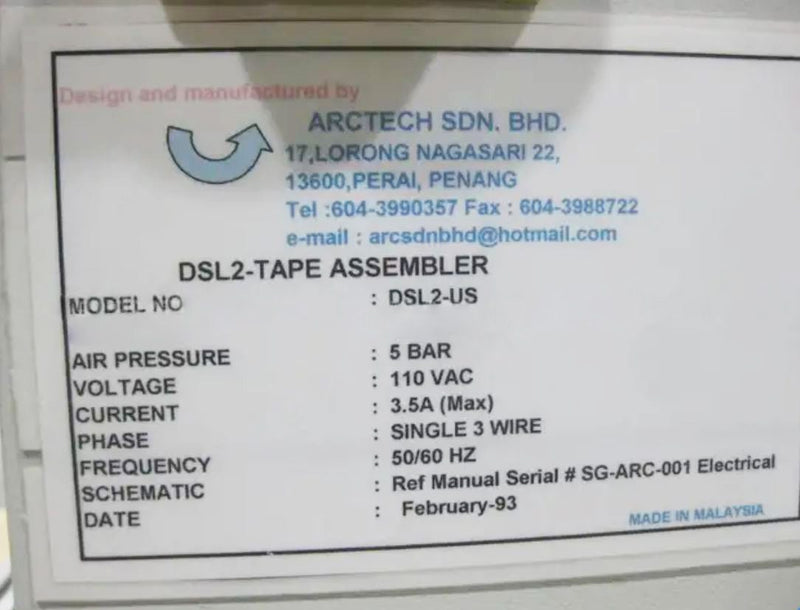 Design and manufactured by
ARCTECH SDN. BHD.
17,LORONG NAGASARI 22,
13600,PERAI, PENANG
Tel :604-3990357 Fax : 604-3988722
e-mail : arcsdnbhd@hotmail.com
DSL2-TAPE ASSEMBLER
MODEL NO : DSL2-US
AIR PRESSURE : 5 BAR
VOLTAGE : 110 VAC
CURRENT : 3.5A (Max)
PHASE : SINGLE 3 WIRE
FREQUENCY : 50/60 HZ
SCHEMATIC : Ref Manual Serial # SG-ARC-001 Electrical
DATE : February-93
MADE IN MALAYSIA